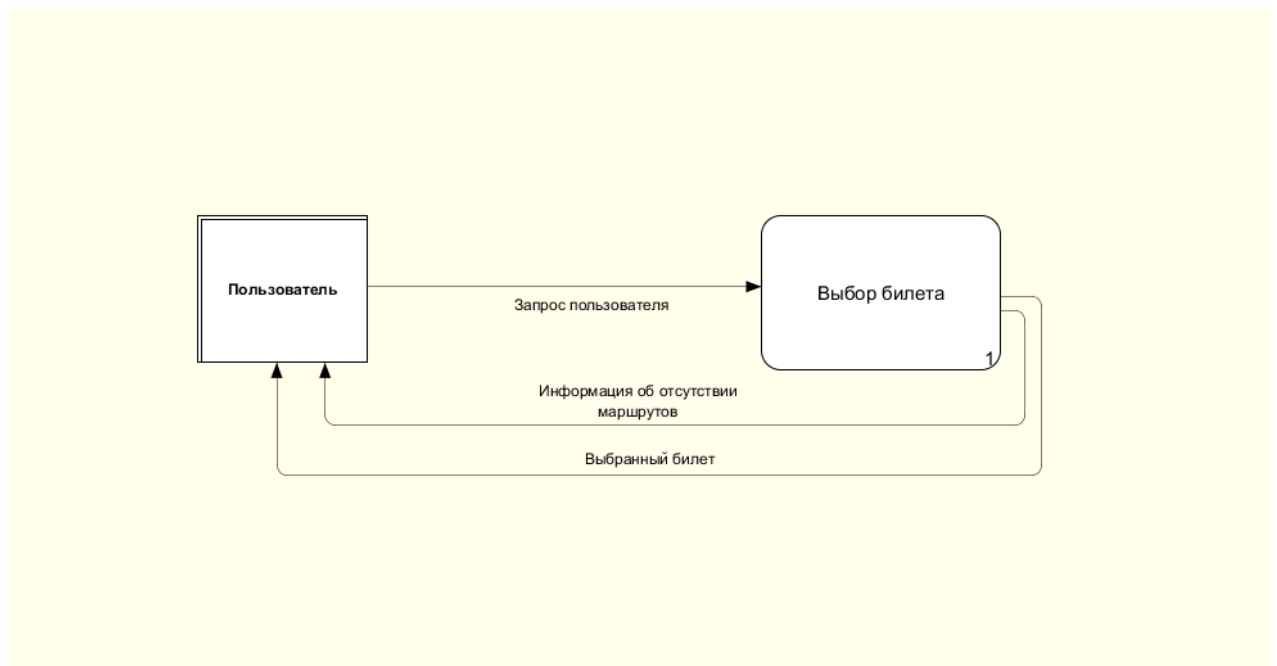 Пользователь
Запрос пользователя
Выбор билета
1
Информация об отсутствии
маршрутов
Выбранный билет